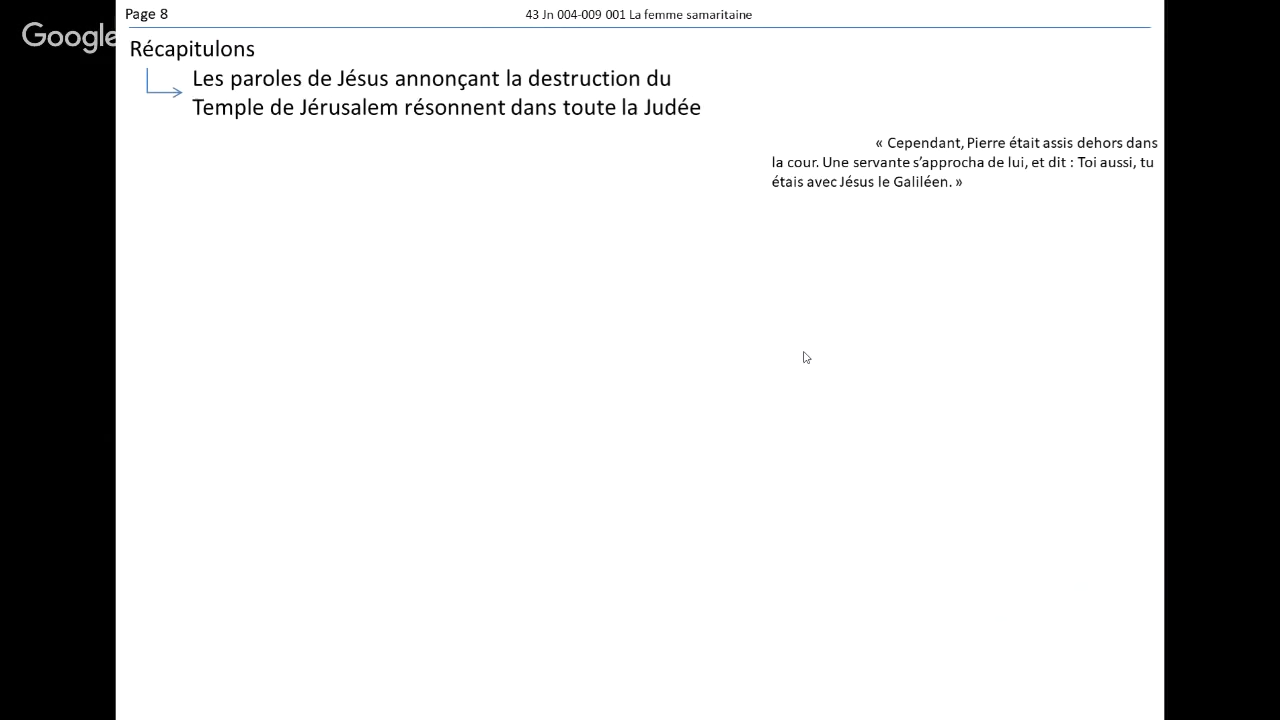 Google
Page 8
43 Jn 004-009 001 La femme samaritaine
Récapitulons
Les paroles de Jésus annonçant la destruction du
Temple de Jérusalem résonnent dans toute la Judée
« Cependant, Pierre était assis dehors dans
la cour. Une servante s’approcha de lui, et dit : Toi aussi, tu
étais avec Jésus le Galiléen. »